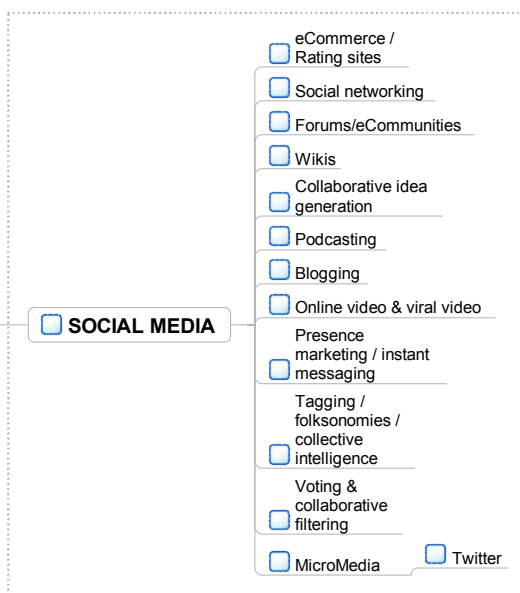 eCommerce /
Rating sites
Social networking
Forums/eCommunities
Wikis
Collaborative idea
generation
Podcasting
Blogging
Online video & viral video
SOCIAL MEDIA
Presence
marketing / instant
messaging
Tagging /
folksonomies /
collective
intelligence
Voting &
collaborative
filtering
MicroMedia
Twitter